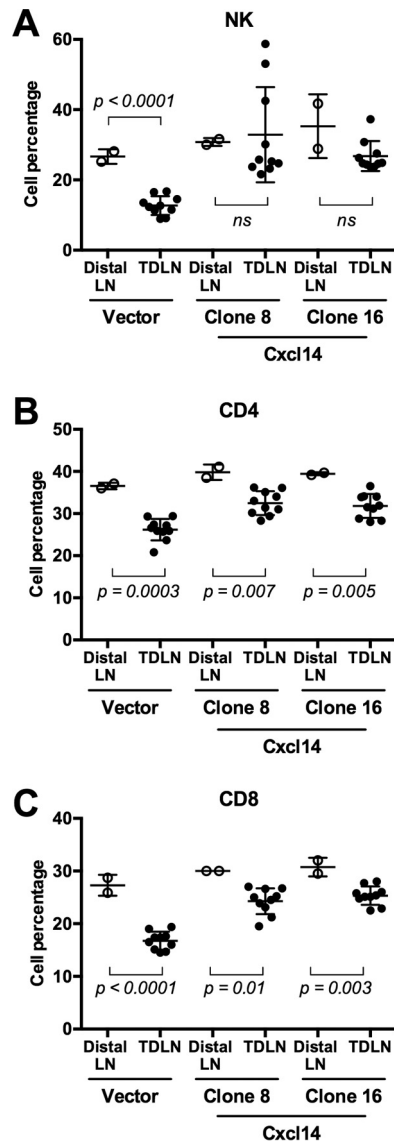 A
NK
Cell percentage
60
40
20
0
p < 0.0001
ns
ns
Distal LN
TDLN
Distal LN
TDLN
Distal LN
TDLN
Vector
Clone 8
Clone 16
Cxcl14
B
CD4
Cell percentage
50
40
30
20
10
0
p = 0.0003
p = 0.007
p = 0.005
Distal LN
TDLN
Distal LN
TDLN
Distal LN
TDLN
Vector
Clone 8
Clone 16
Cxcl14
C
CD8
Cell percentage
40
30
20
10
0
p < 0.0001
p = 0.01
p = 0.003
Distal LN
TDLN
Distal LN
TDLN
Distal LN
TDLN
Vector
Clone 8
Clone 16
Cxcl14